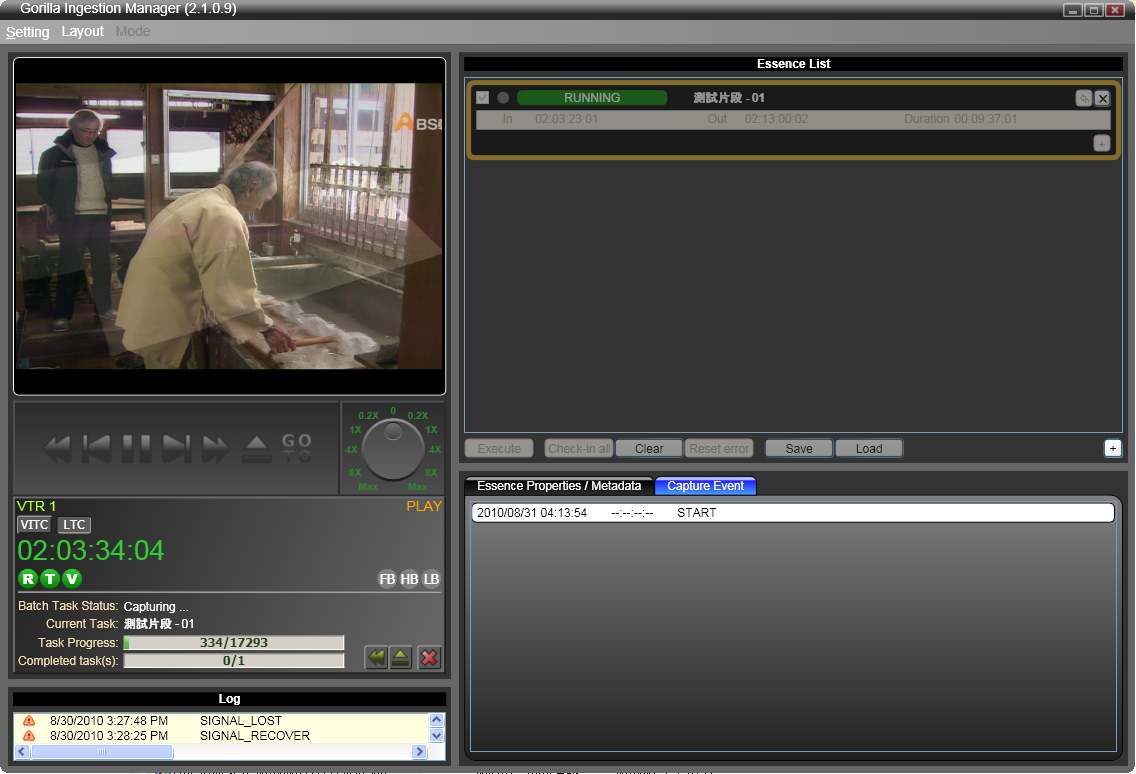 Gorilla Ingestion Manager (2.1.0.9)
Setting Layout Mode
BS
0.2X 0 0.2X
1X 1X
4X 4X
8X 8X
Max Max
GO
TO
VTR 1 PLAY
VITC LTC
02:03:34:04
R T V FB HB LB
Batch Task Status: Capturing ...
Current Task: 測試片段 - 01
Task Progress: 334/17293
Completed task(s): 0/1
Log
8/30/2010 3:27:48 PM SIGNAL_LOST
8/30/2010 3:28:25 PM SIGNAL_RECOVER
Essence List
RUNNING 測試片段 - 01
In 02:03:23:01 Out 02:13:00:02 Duration 00:09:37:01
Execute Check-in all Clear Reset error Save Load +
Essence Properties / Metadata Capture Event
2010/08/31 04:13:54 --:--:--:-- START